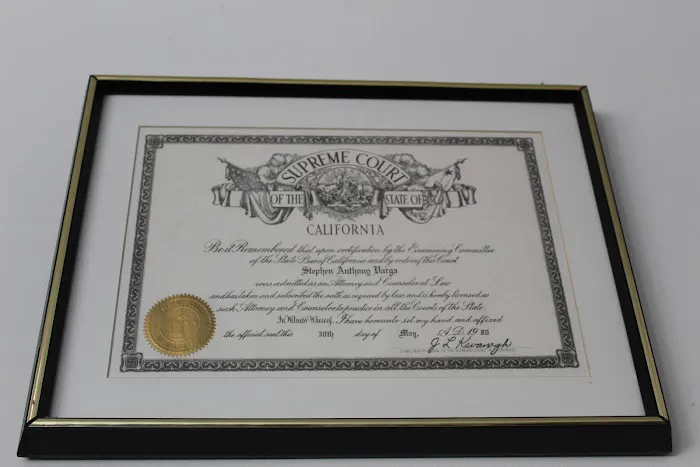 SUPREME COURT
OF THE STATE OF
CALIFORNIA
Be it Remembered that upon certification by the Examining Committee
of the State Bar of California and by order of this Court
Stephen Anthony Varga
was admitted as an Attorney and Counselor at Law
and has taken and subscribed the oath as required by law and is hereby licensed as
such Attorney and Counselor to practice in all the Courts of the State.
In Witness Whereof, I have hereunto set my hand and affixed
the official seal this 30th day of May, A.D. 19 80
J L Kavanagh